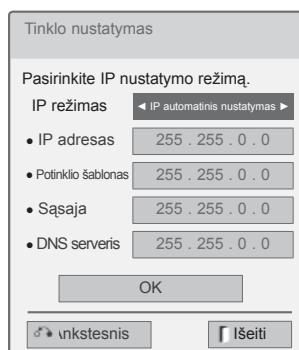 Tinklo nustatymas
Pasirinkite IP nustatymo režimą.
IP režimas ◄ IP automatinis nustatymas ►
• IP adresas 255 . 255 . 0 . 0
• Potinklio šablonas 255 . 255 . 0 . 0
• Sąsaja 255 . 255 . 0 . 0
• DNS serveris 255 . 255 . 0 . 0
OK
Išeiti